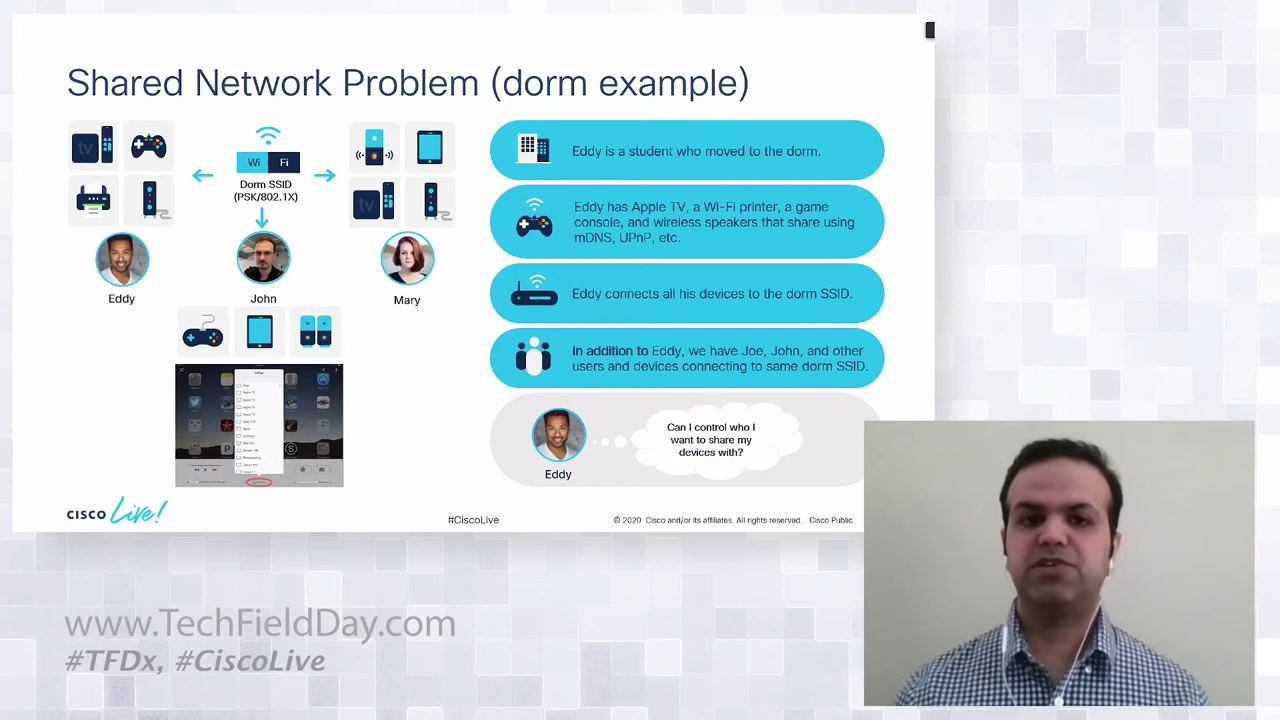 Shared Network Problem (dorm example)
tv
Wi Fi
Dorm SSID
(PSK/802.1X)
tv
Eddy
John
Mary
Eddy is a student who moved to the dorm.
Eddy has Apple TV, a Wi-Fi printer, a game
console, and wireless speakers that share using
mDNS, UPnP, etc.
Eddy connects all his devices to the dorm SSID.
In addition to Eddy, we have Joe, John, and other
users and devices connecting to same dorm SSID.
Can I control who I
want to share my
devices with?
Eddy
CISCO Live!
#CiscoLive
© 2020 Cisco and/or its affiliates. All rights reserved. Cisco Public
www.TechFieldDay.com
#TFDx, #CiscoLive